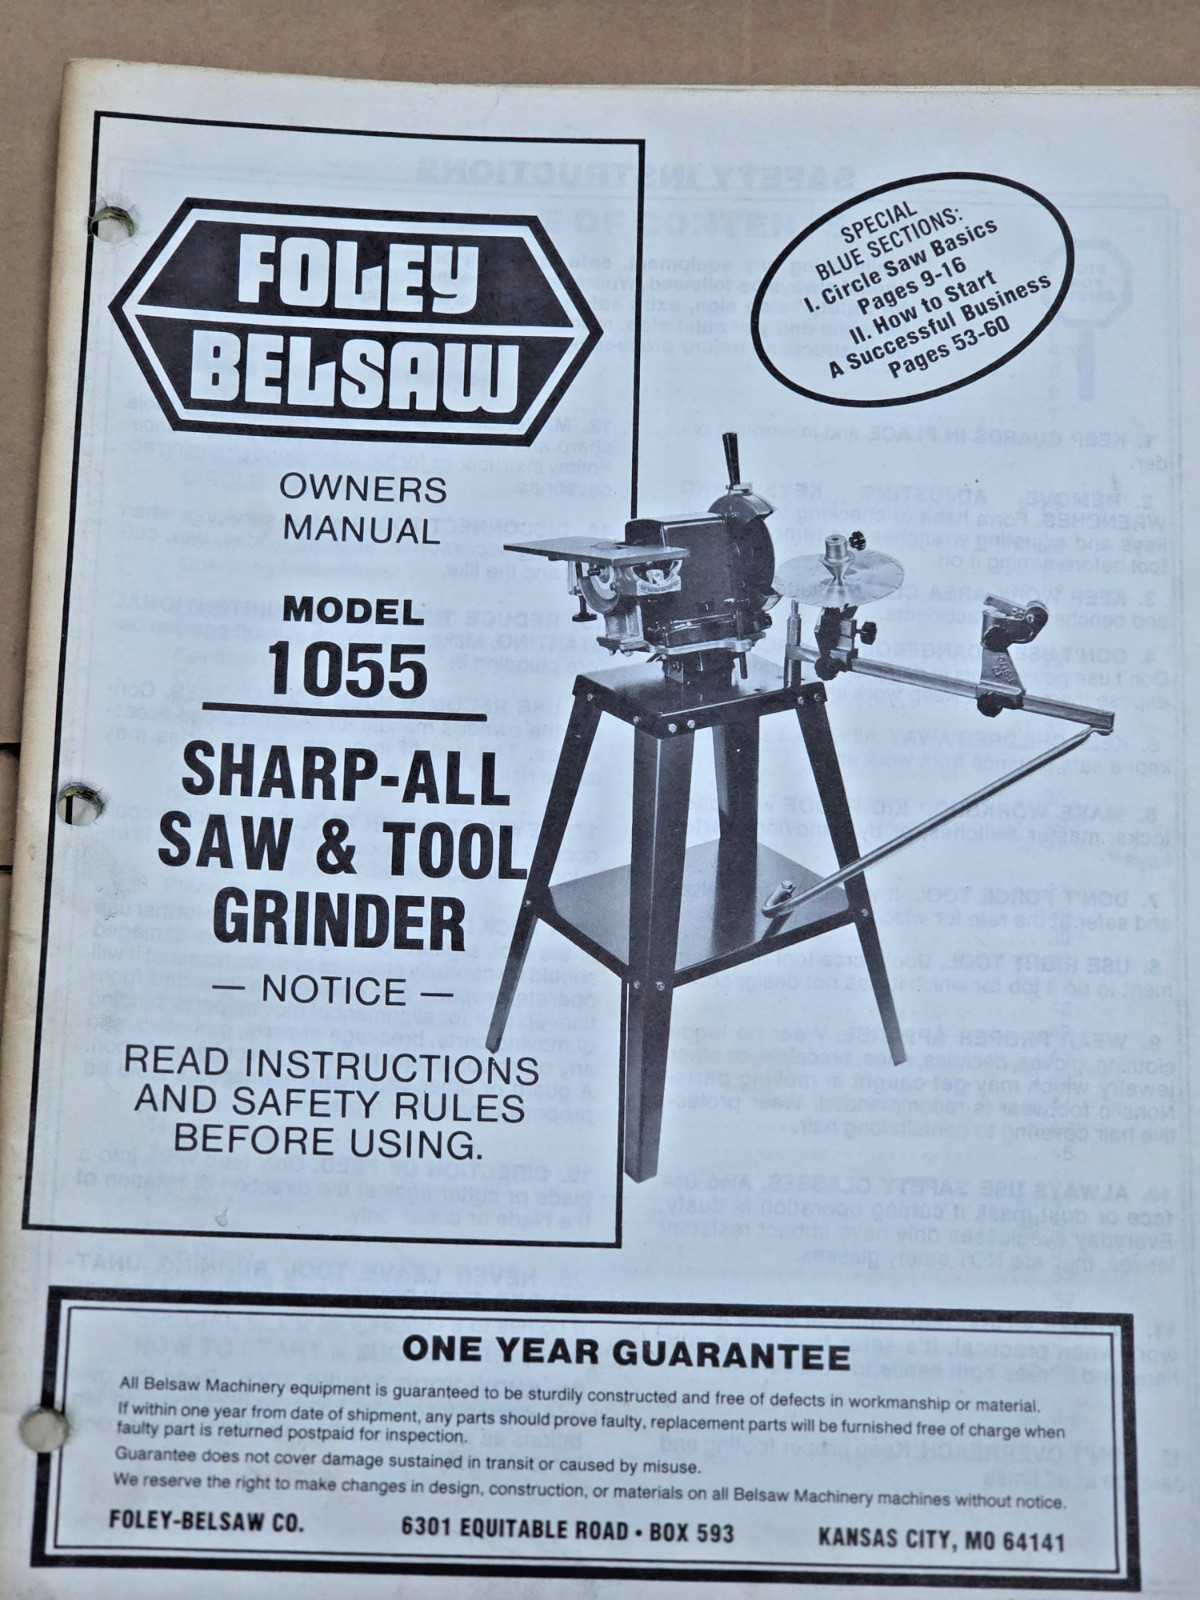 FOLEY
BELSAW
OWNERS
MANUAL
MODEL
1055
SHARP-ALL
SAW & TOOL
GRINDER
— NOTICE —
READ INSTRUCTIONS
AND SAFETY RULES
BEFORE USING.
SPECIAL
BLUE SECTIONS:
I. Circle Saw Basics
Pages 9-16
II. How to Start
A Successful Business
Pages 53-60
ONE YEAR GUARANTEE
All Belsaw Machinery equipment is guaranteed to be sturdily constructed and free of defects in workmanship or material.
If within one year from date of shipment, any parts should prove faulty, replacement parts will be furnished free of charge when
faulty part is returned postpaid for inspection.
Guarantee does not cover damage sustained in transit or caused by misuse.
We reserve the right to make changes in design, construction, or materials on all Belsaw Machinery machines without notice.
FOLEY-BELSAW CO. 6301 EQUITABLE ROAD • BOX 593 KANSAS CITY, MO 64141